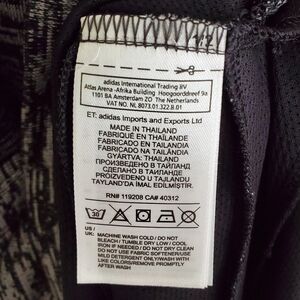 adidas International Trading BV
Atlas Arena -Afrika Building Hoogoorddreef 9a
1101 BA Amsterdam ZO The Netherlands
VAT NO. NL 8073.01.322.B.01
ET: adidas Imports and Exports Ltd
MADE IN THAILAND
FABRIQUÉ EN THAILANDE
FABRICADO EN TAILANDIA
FABRICADO NA TAILÂNDIA
GYÁRTVA: THAILAND
ПРОИЗВЕДЕНО В ТАЙЛАНД
СДЕЛАНО В ТАИЛАНДЕ
PROIZVEDENO U TAJLANDU
TAYLAND'DA İMAL EDİLMİŞTİR.
RN# 119208 CA# 40312
30
US /
UK:
MACHINE WASH COLD / DO NOT
BLEACH / TUMBLE DRY LOW / COOL
IRON IF NEEDED / DO NOT DRY CLEAN
DO NOT USE FABRIC SOFTENER/USE
MILD DETERGENT ONLY/WASH WITH
LIKE COLORS/REMOVE PROMPTLY
AFTER WASH